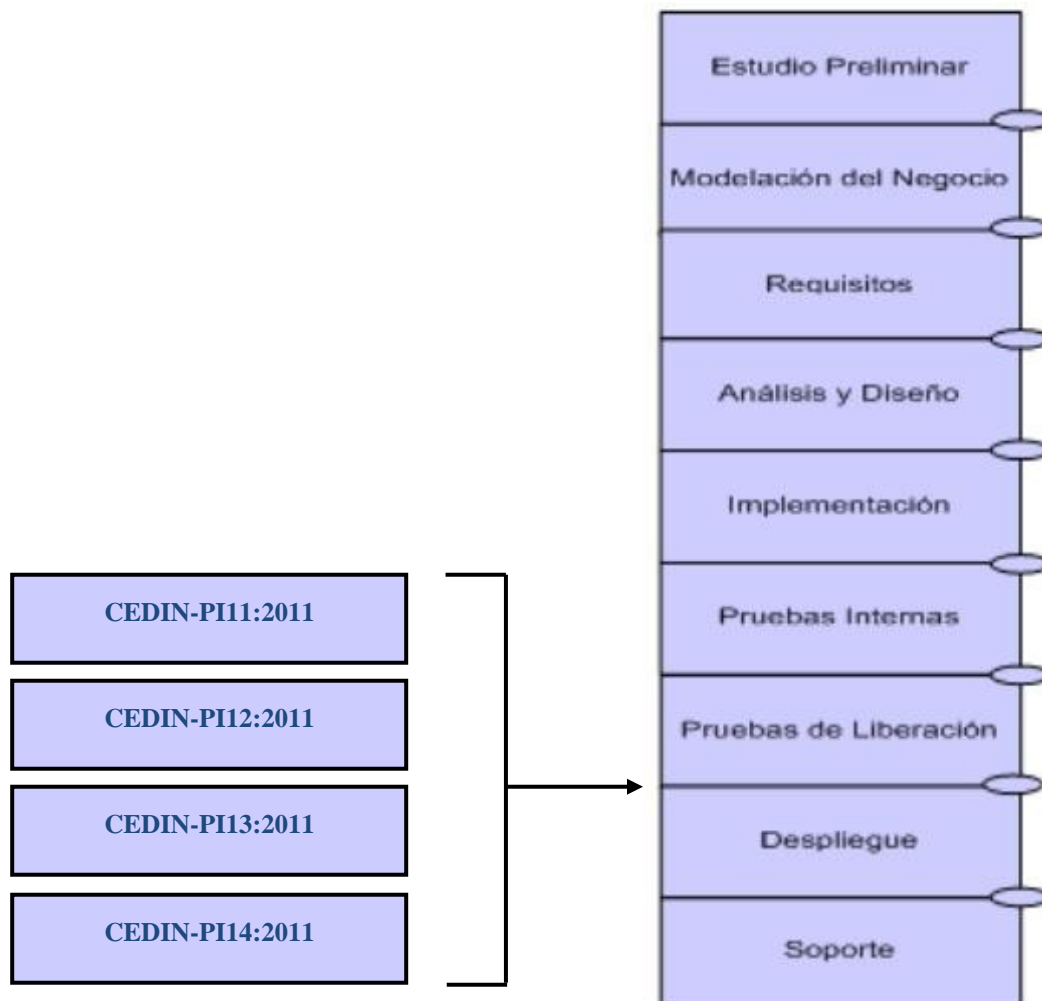 Estudio Preliminar
Modelación del Negocio
Requisitos
Análisis y Diseño
Implementación
Pruebas Internas
Pruebas de Liberación
Despliegue
Soporte
CEDIN-PI11:2011
CEDIN-PI12:2011
CEDIN-PI13:2011
CEDIN-PI14:2011